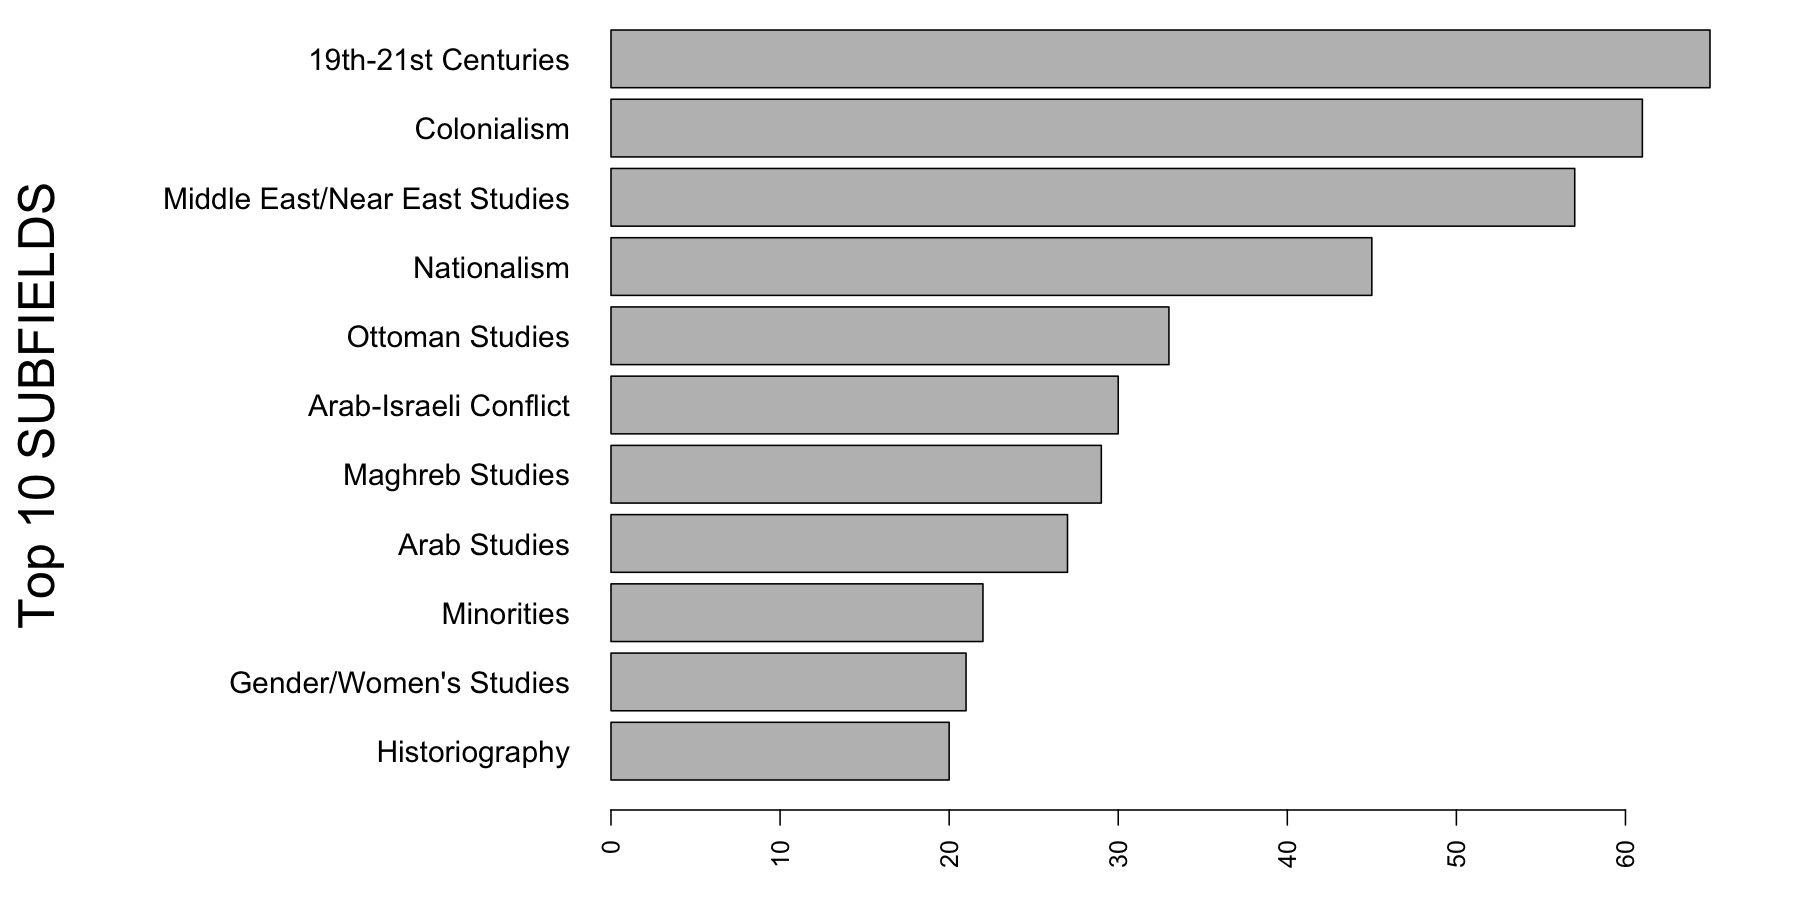 Top 10 SUBFIELDS
19th-21st Centuries
Colonialism
Middle East/Near East Studies
Nationalism
Ottoman Studies
Arab-Israeli Conflict
Maghreb Studies
Arab Studies
Minorities
Gender/Women's Studies
Historiography
0 10 20 30 40 50 60